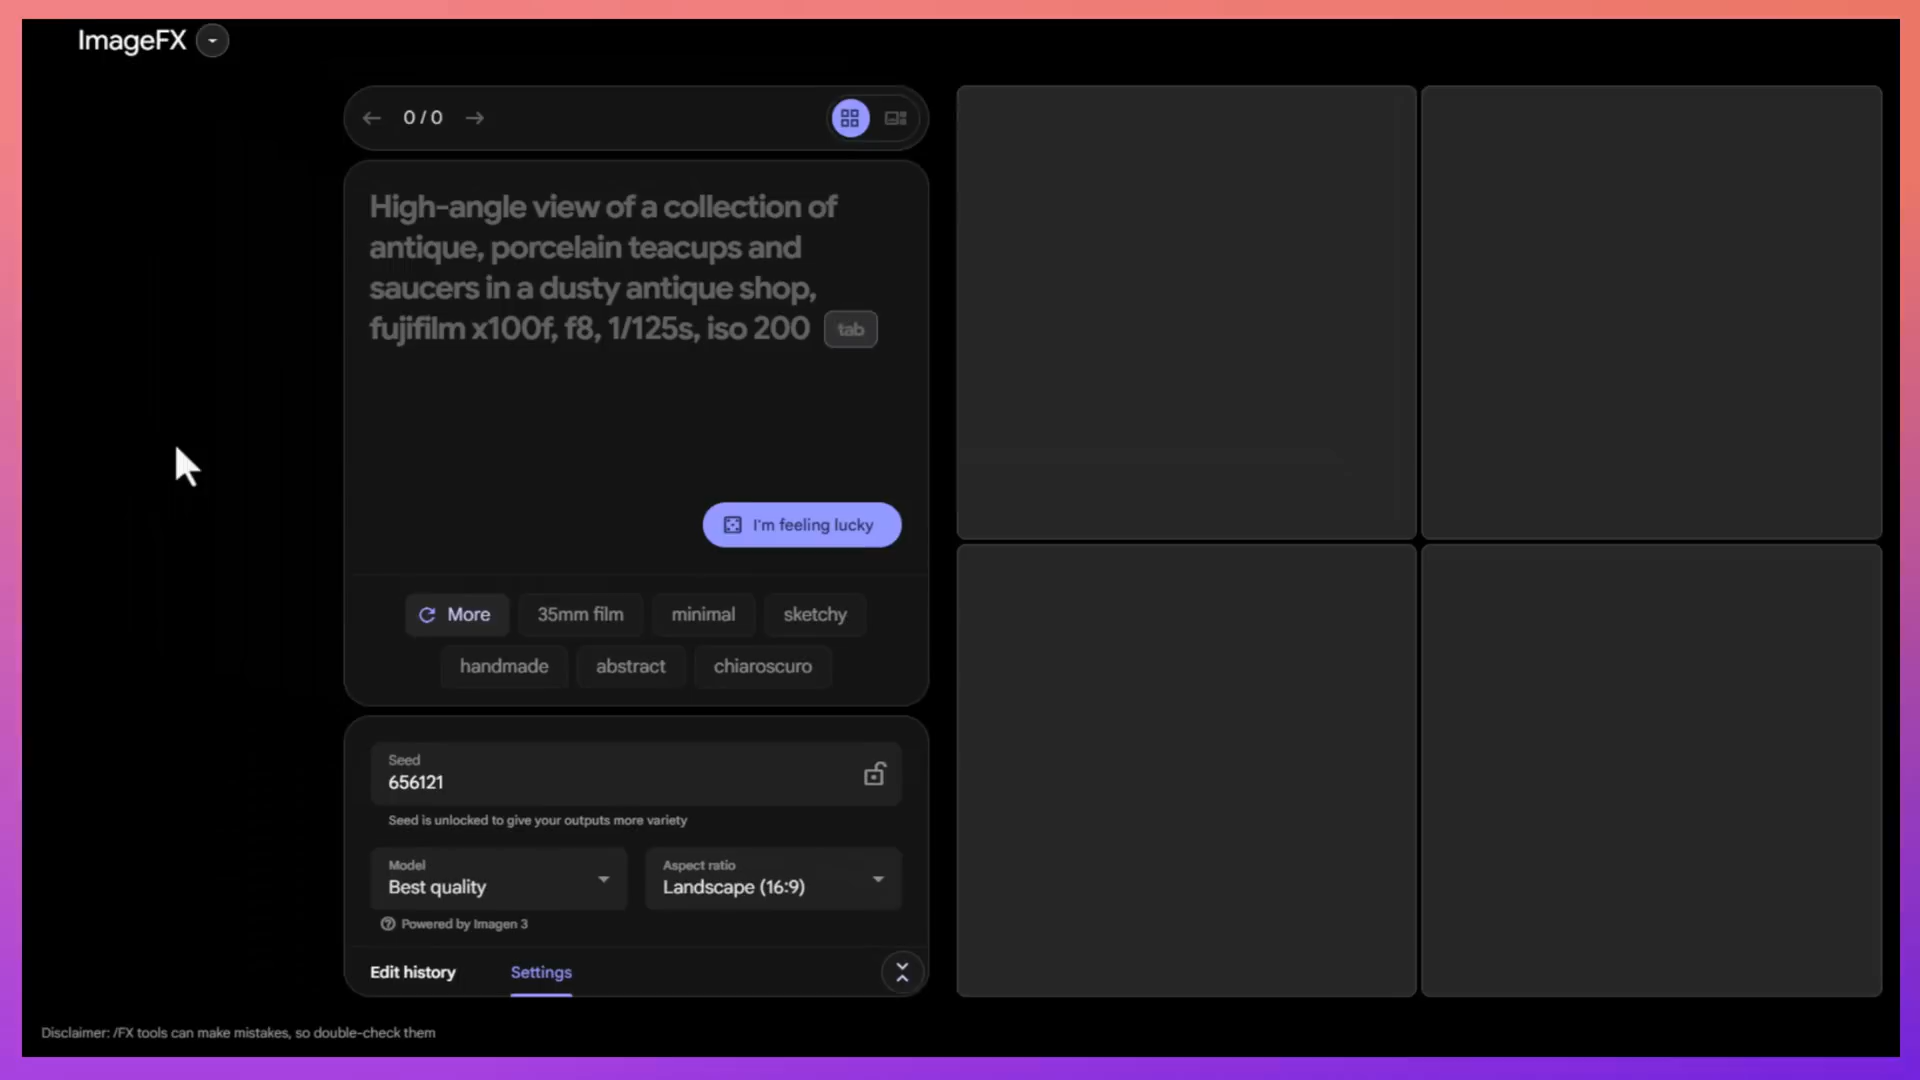 ImageFX
0 / 0
High-angle view of a collection of
antique, porcelain teacups and
saucers in a dusty antique shop,
fujifilm x100f, f8, 1/125s, iso 200 tab
I'm feeling lucky
More 35mm film minimal sketchy
handmade abstract chiaroscuro
Seed
656121
Seed is unlocked to give your outputs more variety
Model
Best quality
Aspect ratio
Landscape (16:9)
Powered by Imagen 3
Edit history Settings
Disclaimer: /FX tools can make mistakes, so double-check them